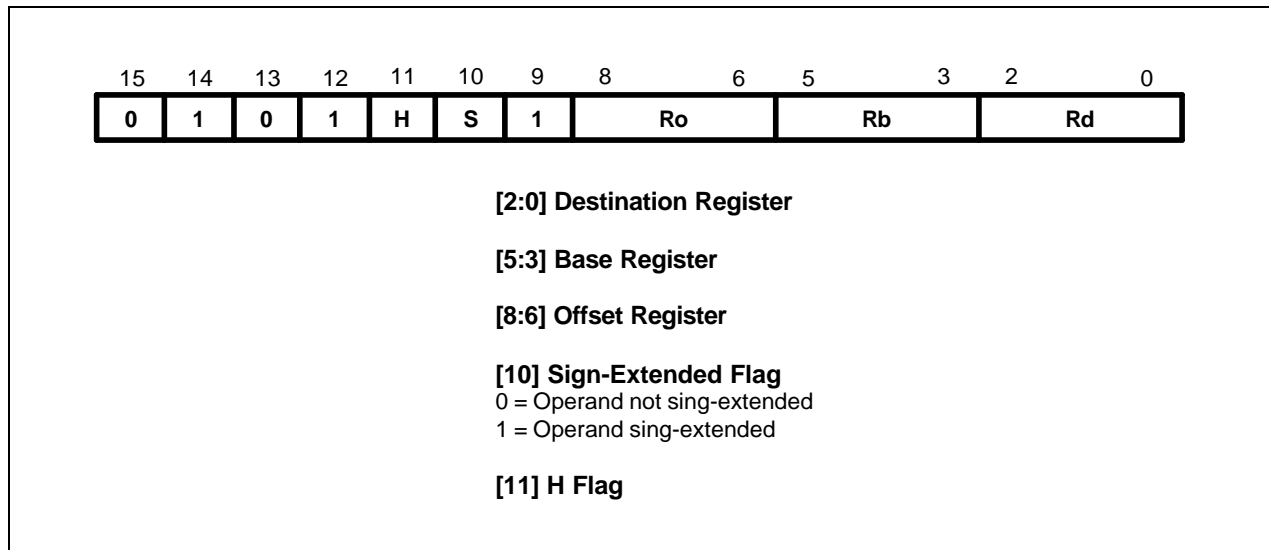 15 14 13 12 11 10 9 8 6 5 3 2 0
0 1 0 1 H S 1 Ro Rb Rd
[2:0] Destination Register
[5:3] Base Register
[8:6] Offset Register
[10] Sign-Extended Flag
0 = Operand not sing-extended
1 = Operand sing-extended
[11] H Flag